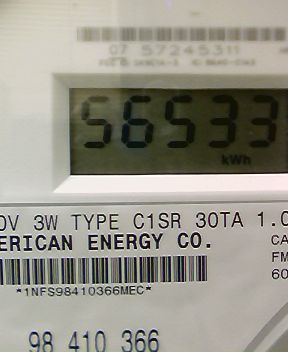 07 57245311
56533
kWh
0V 3W TYPE C1SR 30TA 1.0
ERICAN ENERGY CO.
CA
*1NFS98410366MEC*
FM
60
98 410 366